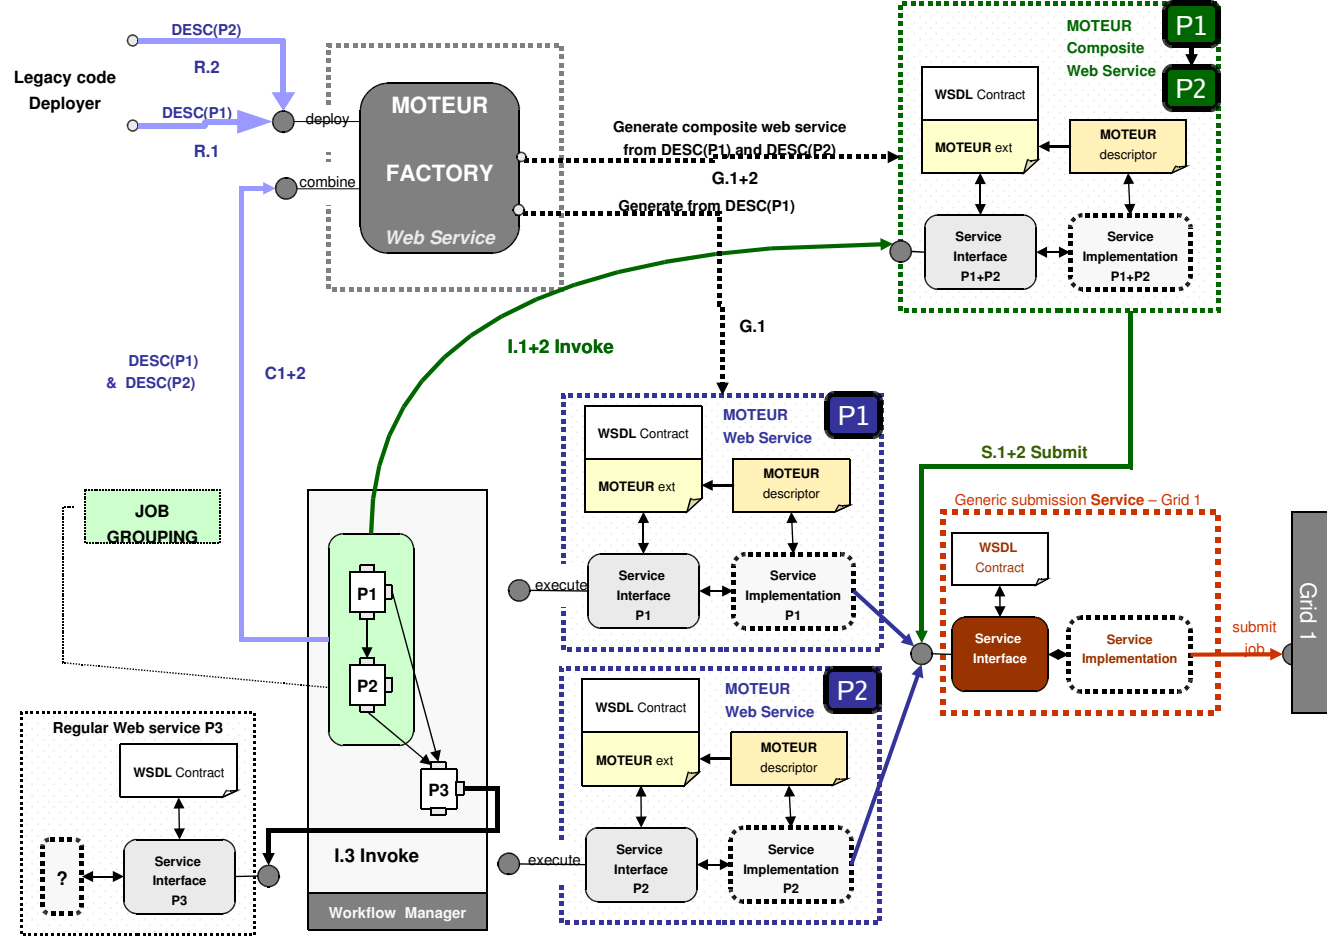 DESC(P2)
R.2
Legacy code
Deployer
DESC(P1)
R.1
deploy
combine
MOTEUR
FACTORY
Web Service
Generate composite web service
from DESC(P1) and DESC(P2)
G.1+2
Generate from DESC(P1)
G.1
MOTEUR
Composite
Web Service
P1
P2
WSDL Contract
MOTEUR ext
MOTEUR
descriptor
Service
Interface
P1+P2
Service
Implementation
P1+P2
I.1+2 Invoke
DESC(P1)
& DESC(P2)
C1+2
S.1+2 Submit
MOTEUR
Web Service
P1
WSDL Contract
MOTEUR ext
MOTEUR
descriptor
execute
Service
Interface
P1
Service
Implementation
P1
JOB
GROUPING
P1
P2
P3
I.3 Invoke
Workflow Manager
Generic submission Service – Grid 1
WSDL
Contract
Service
Interface
Service
Implementation
submit
job
Grid 1
MOTEUR
Web Service
P2
WSDL Contract
MOTEUR ext
MOTEUR
descriptor
execute
Service
Interface
P2
Service
Implementation
P2
Regular Web service P3
WSDL Contract
?
Service
Interface
P3